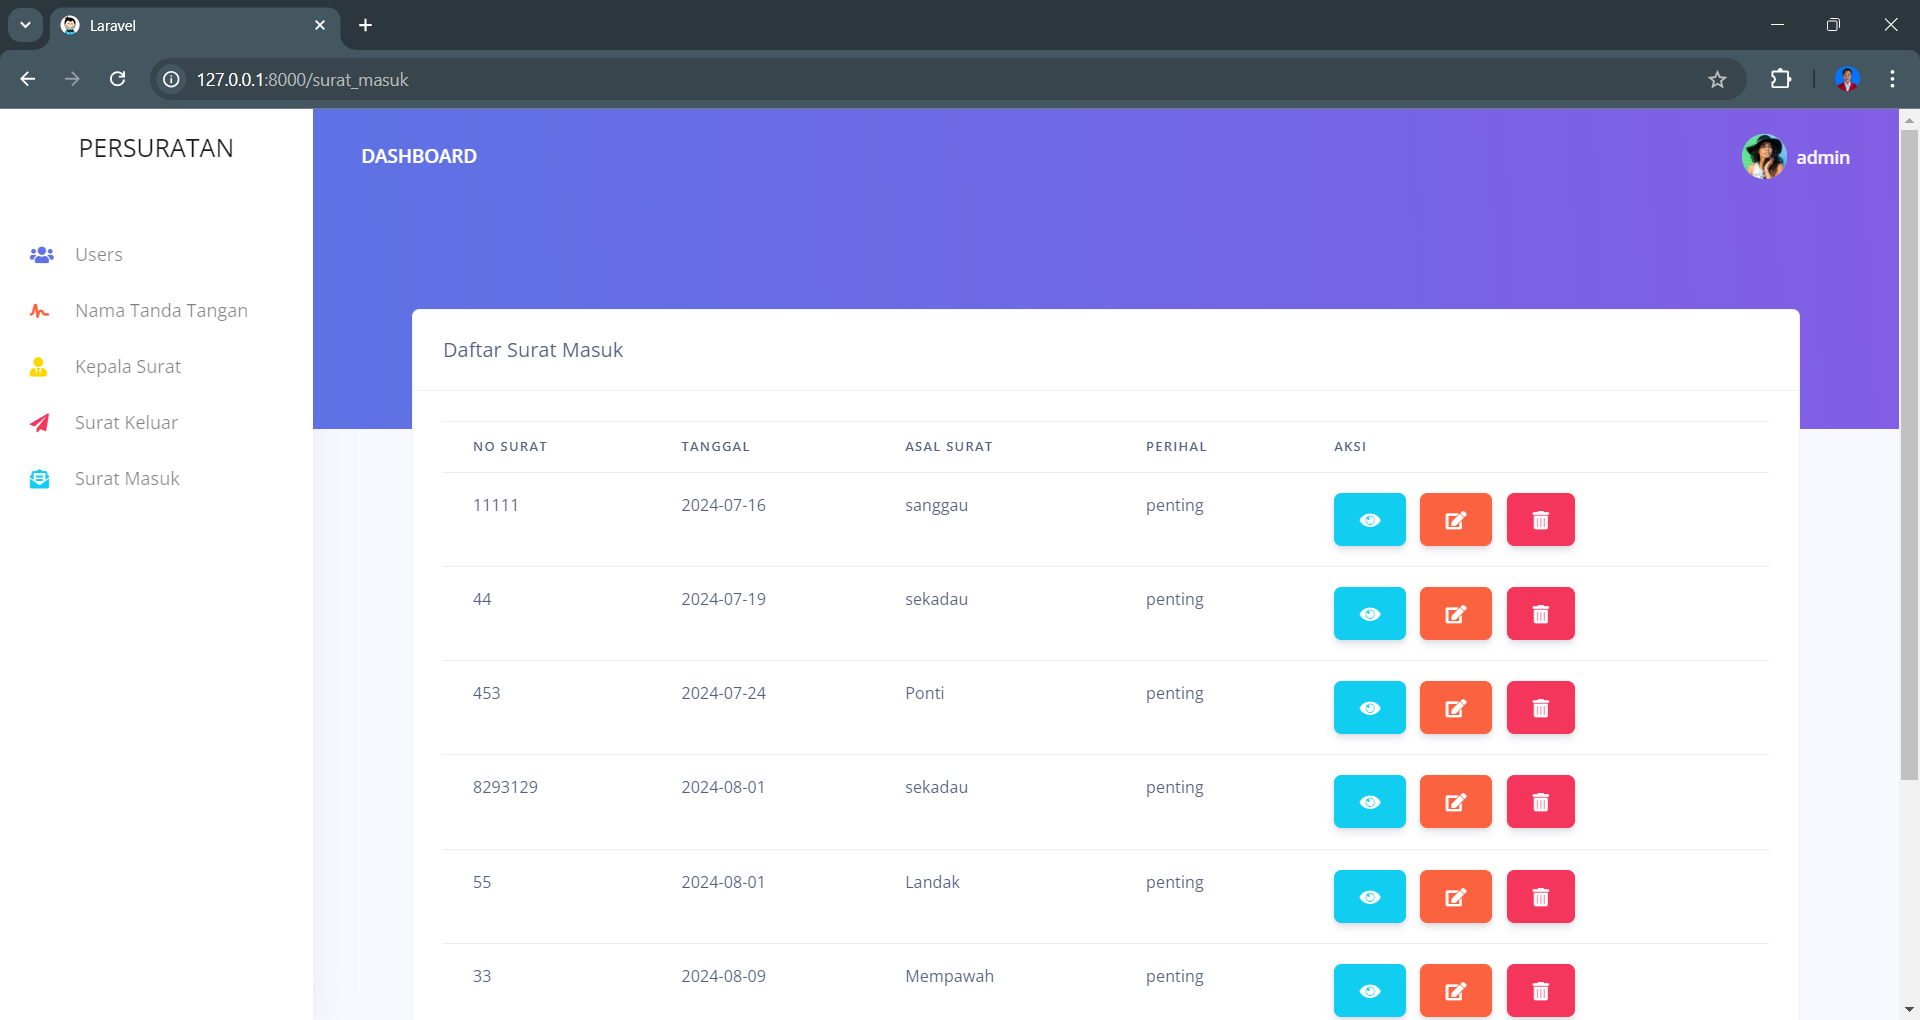 Laravel
127.0.0.1:8000/surat_masuk
PERSURATAN
Users
Nama Tanda Tangan
Kepala Surat
Surat Keluar
Surat Masuk
DASHBOARD
admin
Daftar Surat Masuk
NO SURAT TANGGAL ASAL SURAT PERIHAL AKSI
11111 2024-07-16 sanggau penting
44 2024-07-19 sekadau penting
453 2024-07-24 Ponti penting
8293129 2024-08-01 sekadau penting
55 2024-08-01 Landak penting
33 2024-08-09 Mempawah penting